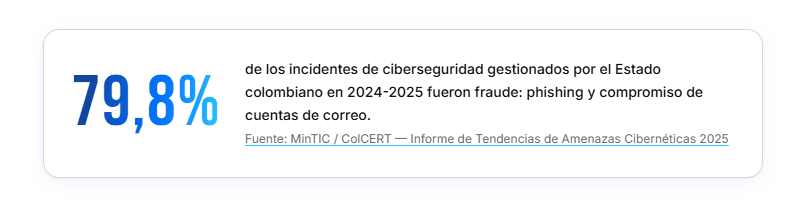 79,8%
de los incidentes de ciberseguridad gestionados por el Estado
colombiano en 2024-2025 fueron fraude: phishing y compromiso de
cuentas de correo.
Fuente: MinTIC / ColCERT — Informe de Tendencias de Amenazas Cibernéticas 2025